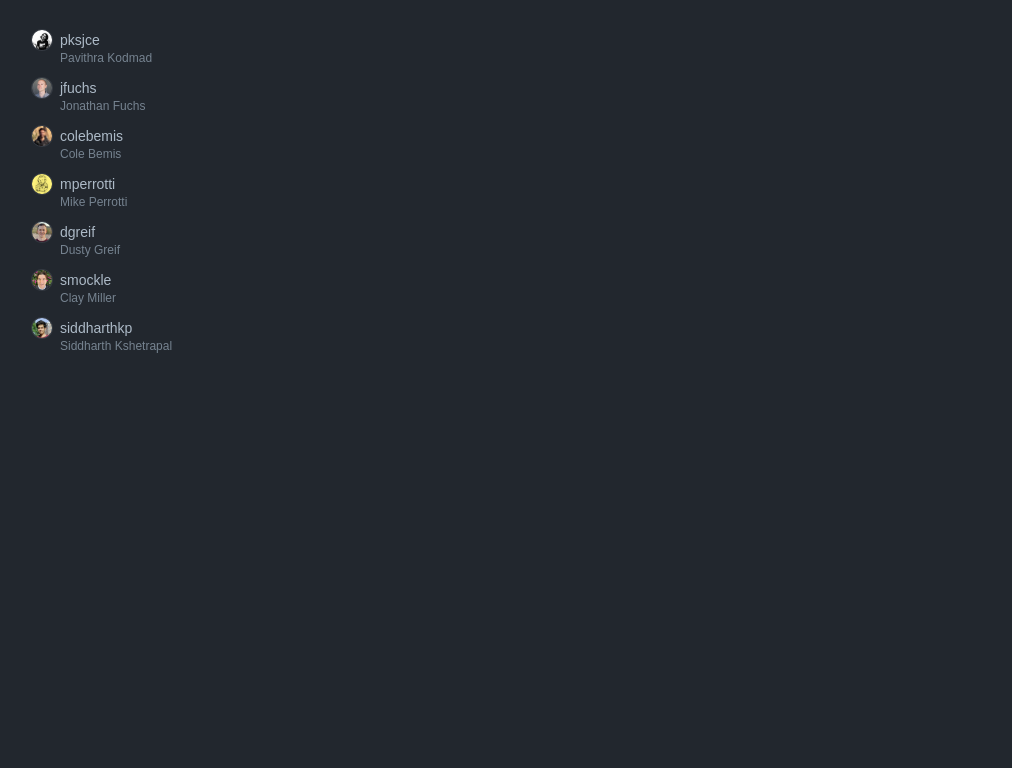 pksjce
Pavithra Kodmad
jfuchs
Jonathan Fuchs
colebemis
Cole Bemis
mperrotti
Mike Perrotti
dgreif
Dusty Greif
smockle
Clay Miller
siddharthkp
Siddharth Kshetrapal